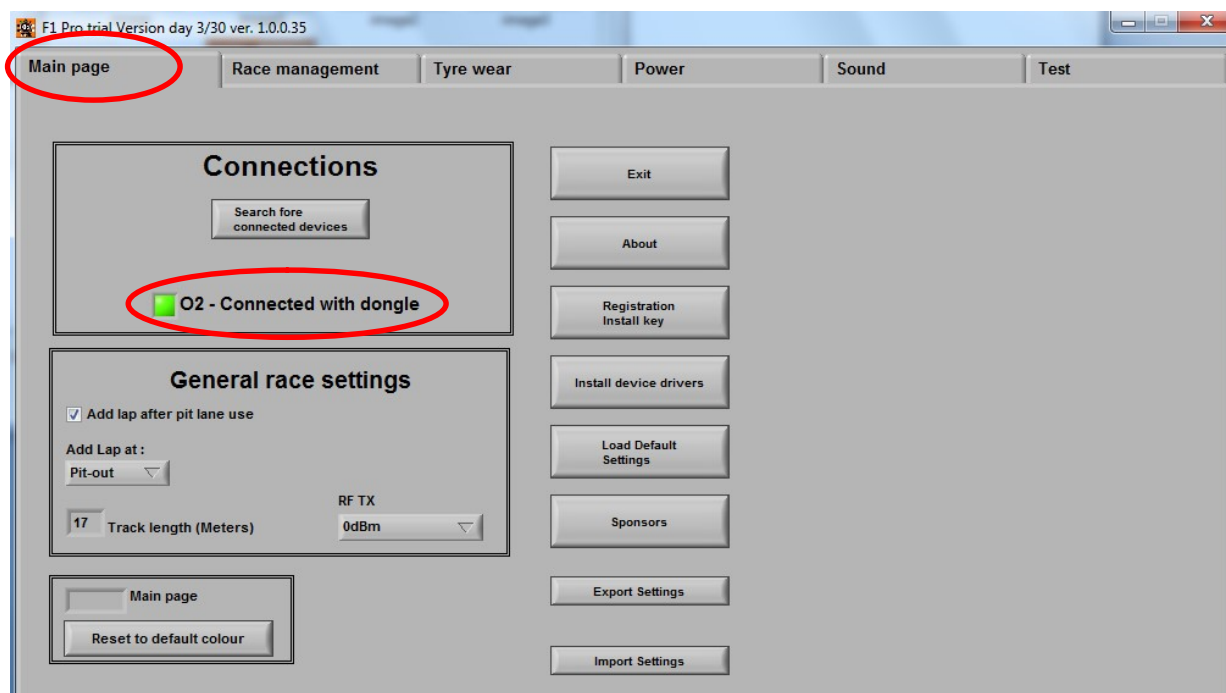 F1 Pro trial Version day 3/30 ver. 1.0.0.35
Main page
Race management
Tyre wear
Power
Sound
Test
Connections
Search fore
connected devices
O2 - Connected with dongle
General race settings
Add lap after pit lane use
Add Lap at :
Pit-out
RF TX
17 Track length (Meters)
0dBm
Main page
Reset to default colour
Exit
About
Registration
Install key
Install device drivers
Load Default
Settings
Sponsors
Export Settings
Import Settings